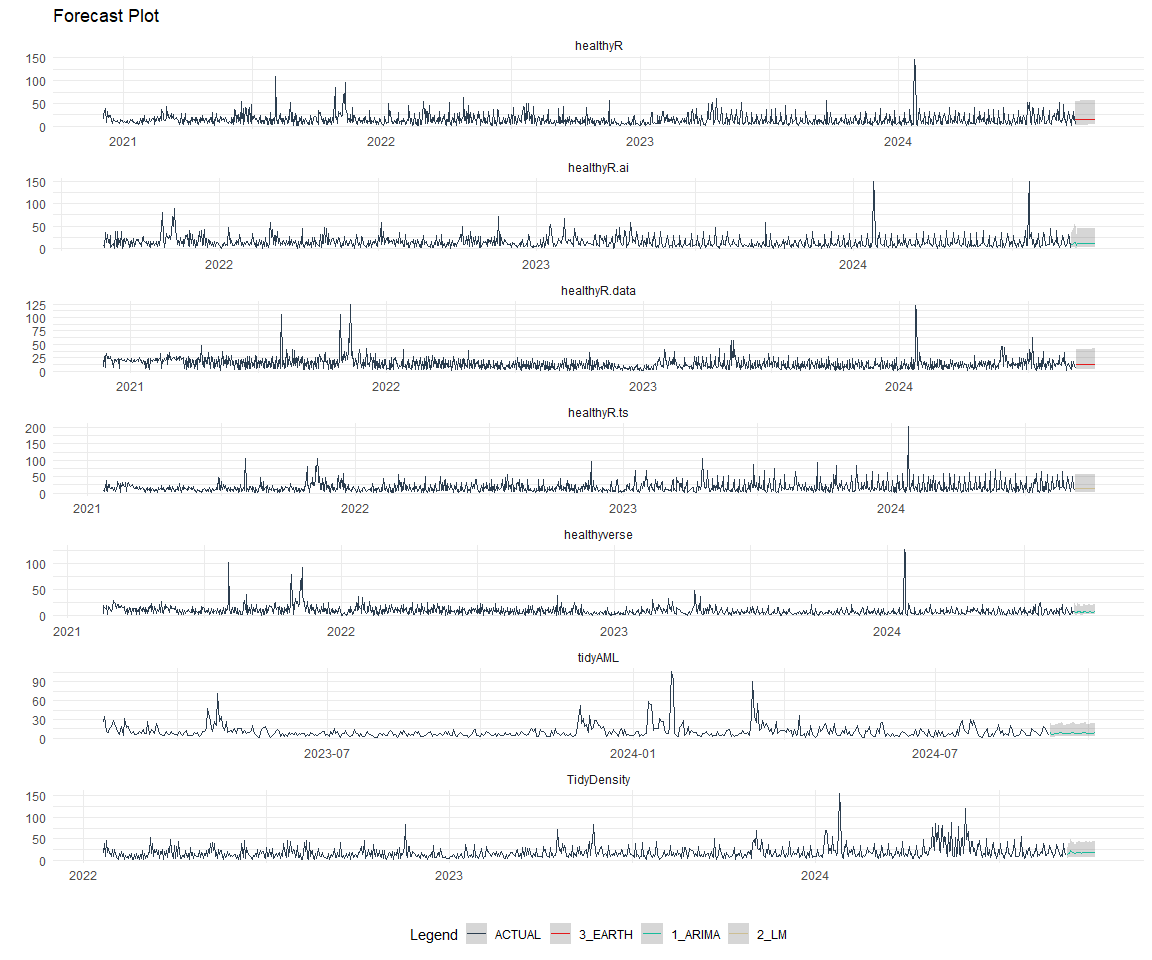 Forecast Plot
healthyR
150
100
50
0
2021 2022 2023 2024
healthyR.ai
150
100
50
0
2022 2023 2024
healthyR.data
125
100
75
50
25
0
2021 2022 2023 2024
healthyR.ts
200
150
100
50
0
2021 2022 2023 2024
healthyverse
100
50
0
2021 2022 2023 2024
tidyAML
90
60
30
0
2023-07 2024-01 2024-07
TidyDensity
150
100
50
0
2022 2023 2024
Legend ACTUAL 3_EARTH 1_ARIMA 2_LM